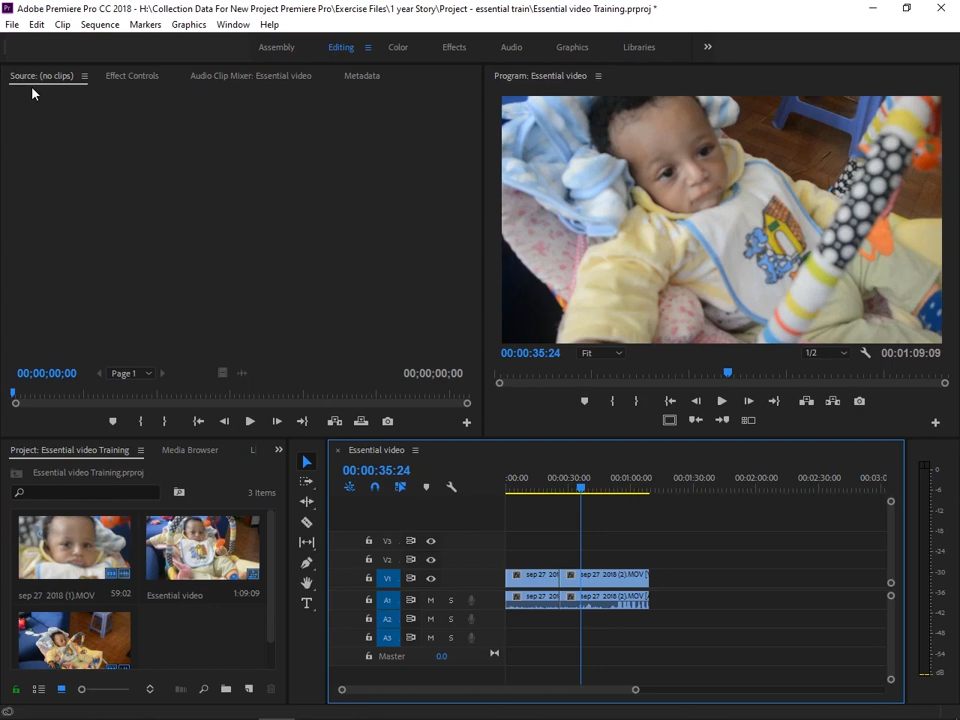 Pr Adobe Premiere Pro CC 2018 - H:\Collection Data For New Project Premiere Pro\Exercise Files\1 year Story\Project - essential train\Essential video Training.prproj *
File Edit Clip Sequence Markers Graphics Window Help
Assembly Editing Color Effects Audio Graphics Libraries
Source: (no clips) Effect Controls Audio Clip Mixer: Essential video Metadata
Program: Essential video
00;00;00;00 Page 1 00;00;00;00
00:00:35:24 Fit 1/2 00:01:09:09
Project: Essential video Training Media Browser L
Essential video Training.prproj
3 Items
sep 27 2018 (1).MOV 59:02
Essential video 1:09:09
Essential video
00:00:35:24
:00:00 00:00:30:00 00:01:00:00 00:01:30:00 00:02:00:00 00:02:30:00 00:03:0
V3
V2
V1 sep 27 201 sep 27 2018 (2).MOV [V
A1 M S sep 27 201 sep 27 2018 (2).MOV
A2 M S
A3 M S
Master 0.0
0
-6
-12
-18
-24
-30
-36
-42
-48
-54
dB